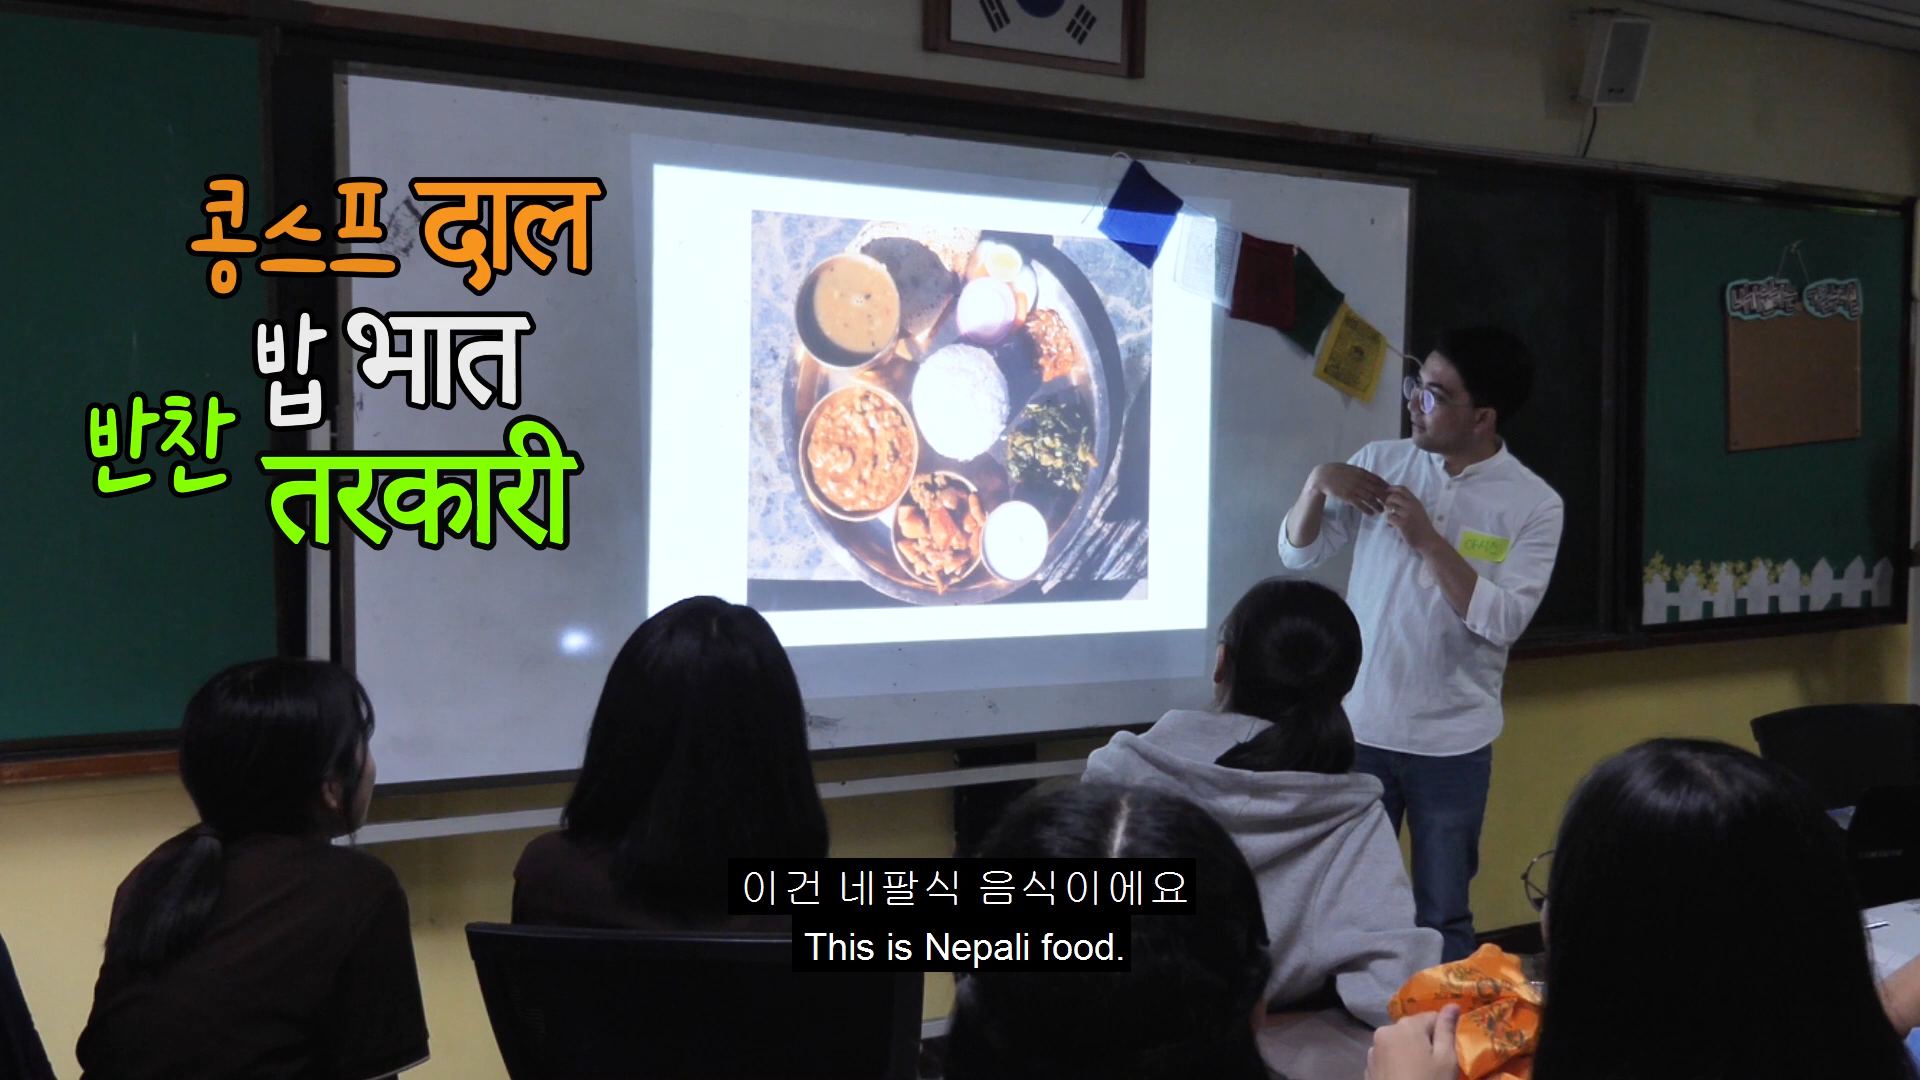 콩스프 दाल
밥 भात
반찬 तरकारी
이건 네팔식 음식이에요
This is Nepali food.